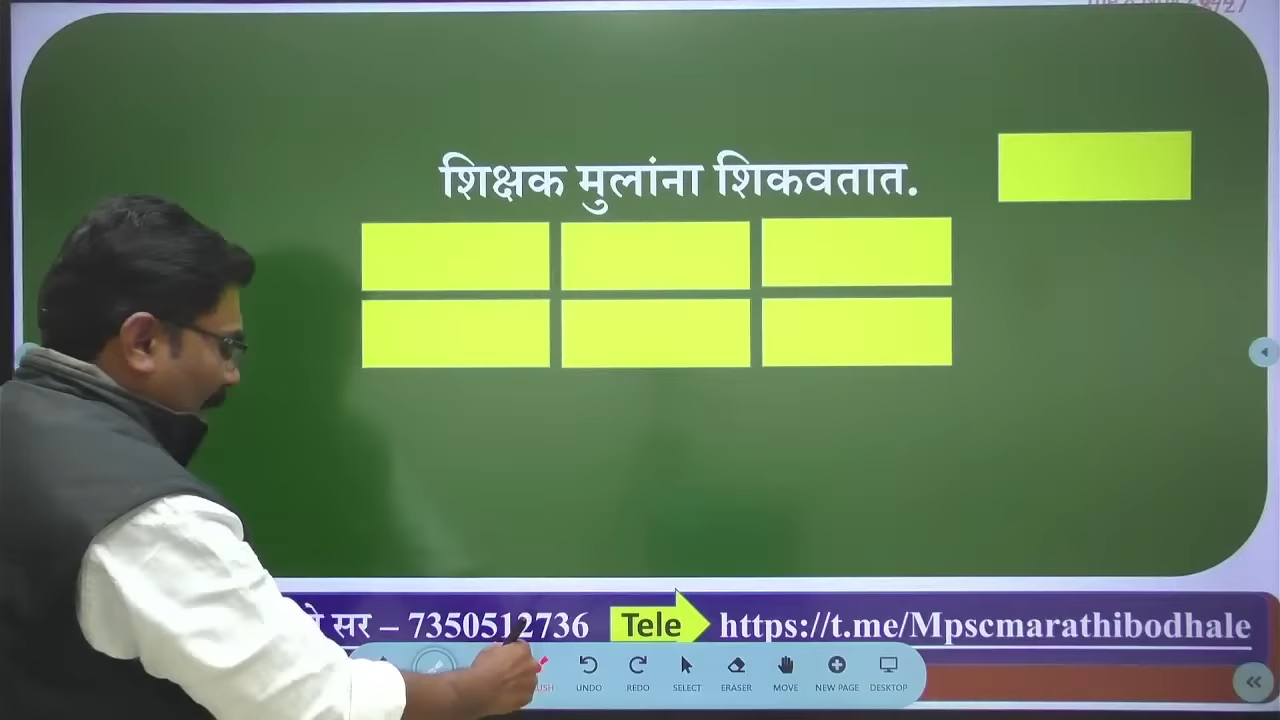 शिक्षक मुलांना शिकवतात.
सर – 7350512736 Tele https://t.me/Mpscmarathibodhale
UNDO REDO SELECT ERASER MOVE NEW PAGE DESKTOP